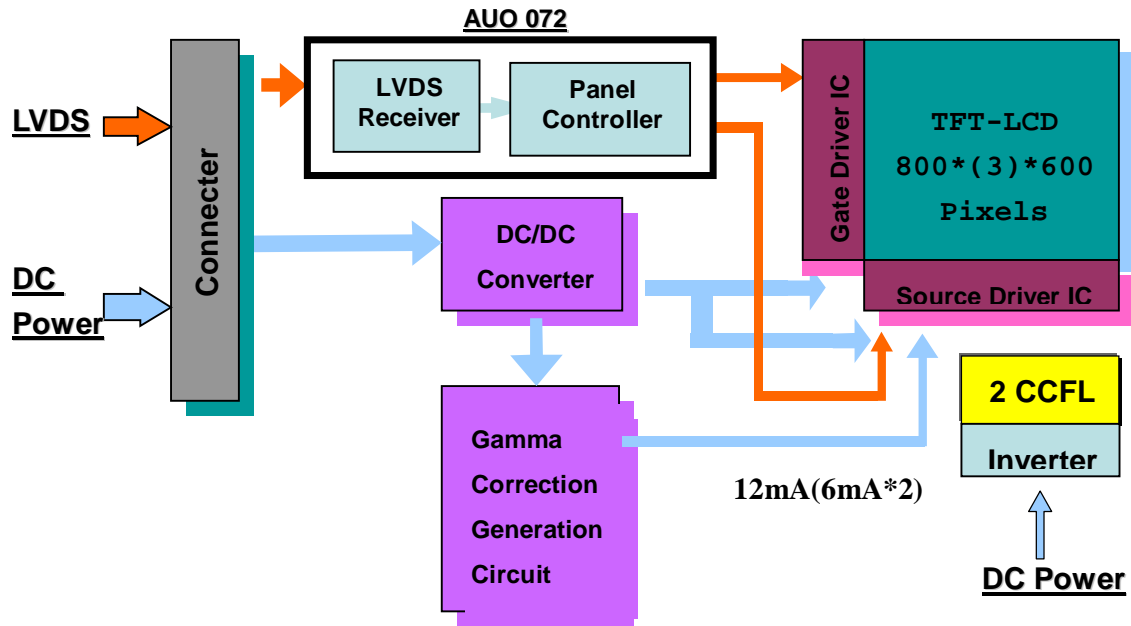 AUO 072
LVDS
Connecter
LVDS
Receiver
Panel
Controller
Gate Driver IC
TFT-LCD
800*(3)*600
Pixels
Source Driver IC
DC
Power
DC/DC
Converter
Gamma
Correction
Generation
Circuit
12mA(6mA*2)
2 CCFL
Inverter
DC Power